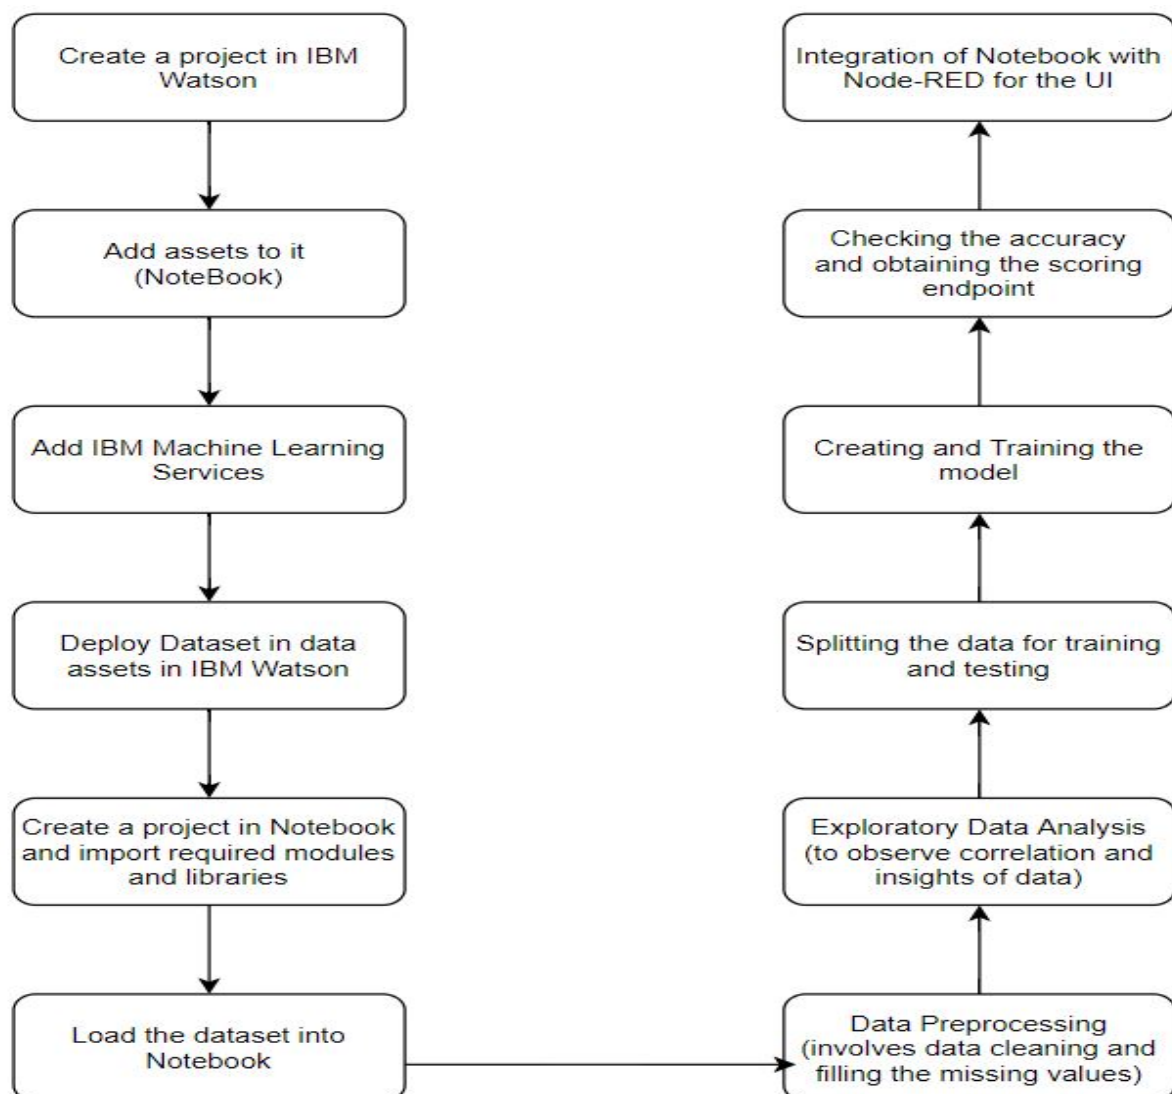 Create a project in IBM
Watson
Add assets to it
(NoteBook)
Add IBM Machine Learning
Services
Deploy Dataset in data
assets in IBM Watson
Create a project in Notebook
and import required modules
and libraries
Load the dataset into
Notebook
Data Preprocessing
(involves data cleaning and
filling the missing values)
Exploratory Data Analysis
(to observe correlation and
insights of data)
Splitting the data for training
and testing
Creating and Training the
model
Checking the accuracy
and obtaining the scoring
endpoint
Integration of Notebook with
Node-RED for the UI